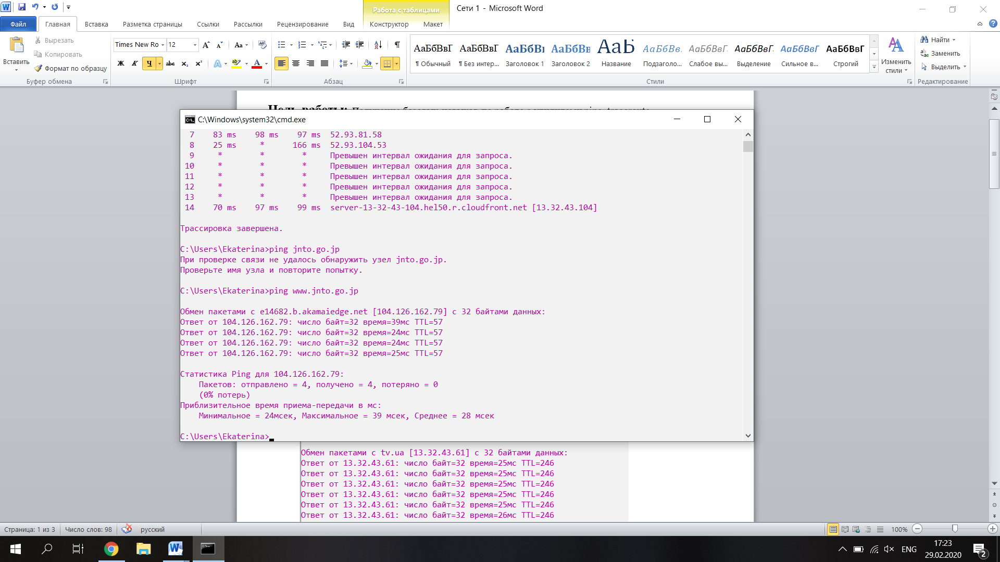 Работа с таблицами
Сети 1 - Microsoft Word
Файл Главная Вставка Разметка страницы Ссылки Рассылки Рецензирование Вид Конструктор Макет
Вставить
Вырезать
Копировать
Формат по образцу
Буфер обмена
Times New Ro 12
Ж К Ч abc x₂ x²
Шрифт
Абзац
АаБбВвГ АаБбВвГ АаБбВı АаБбВв АаБ АаБбВв. АаБбВвГ. АаБбВвГ. АаБбВвГ АаБбВвГ
¶ Обычный ¶ Без интер... Заголовок 1 Заголовок 2 Название Подзаголо... Слабое вы... Выделение Сильное в... Строгий
Стили
Изменить стили
Найти
Заменить
Выделить
Редактирование
C:\Windows\system32\cmd.exe
7 83 ms 98 ms 97 ms 52.93.81.58
8 25 ms * 166 ms 52.93.104.53
9 * * * Превышен интервал ожидания для запроса.
10 * * * Превышен интервал ожидания для запроса.
11 * * * Превышен интервал ожидания для запроса.
12 * * * Превышен интервал ожидания для запроса.
13 * * * Превышен интервал ожидания для запроса.
14 70 ms 97 ms 99 ms server-13-32-43-104.hel50.r.cloudfront.net [13.32.43.104]
Трассировка завершена.
C:\Users\Ekaterina>ping jnto.go.jp
При проверке связи не удалось обнаружить узел jnto.go.jp.
Проверьте имя узла и повторите попытку.
C:\Users\Ekaterina>ping www.jnto.go.jp
Обмен пакетами с e14682.b.akamaiedge.net [104.126.162.79] с 32 байтами данных:
Ответ от 104.126.162.79: число байт=32 время=39мс TTL=57
Ответ от 104.126.162.79: число байт=32 время=24мс TTL=57
Ответ от 104.126.162.79: число байт=32 время=24мс TTL=57
Ответ от 104.126.162.79: число байт=32 время=25мс TTL=57
Статистика Ping для 104.126.162.79:
Пакетов: отправлено = 4, получено = 4, потеряно = 0
(0% потерь)
Приблизительное время приема-передачи в мс:
Минимальное = 24мсек, Максимальное = 39 мсек, Среднее = 28 мсек
C:\Users\Ekaterina>
Обмен пакетами с tv.ua [13.32.43.61] с 32 байтами данных:
Ответ от 13.32.43.61: число байт=32 время=25мс TTL=246
Ответ от 13.32.43.61: число байт=32 время=25мс TTL=246
Ответ от 13.32.43.61: число байт=32 время=25мс TTL=246
Ответ от 13.32.43.61: число байт=32 время=25мс TTL=246
Ответ от 13.32.43.61: число байт=32 время=25мс TTL=246
Ответ от 13.32.43.61: число байт=32 время=26мс TTL=246
Страница: 1 из 3 Число слов: 98 русский 100%
ENG 17:23
29.02.2020 2